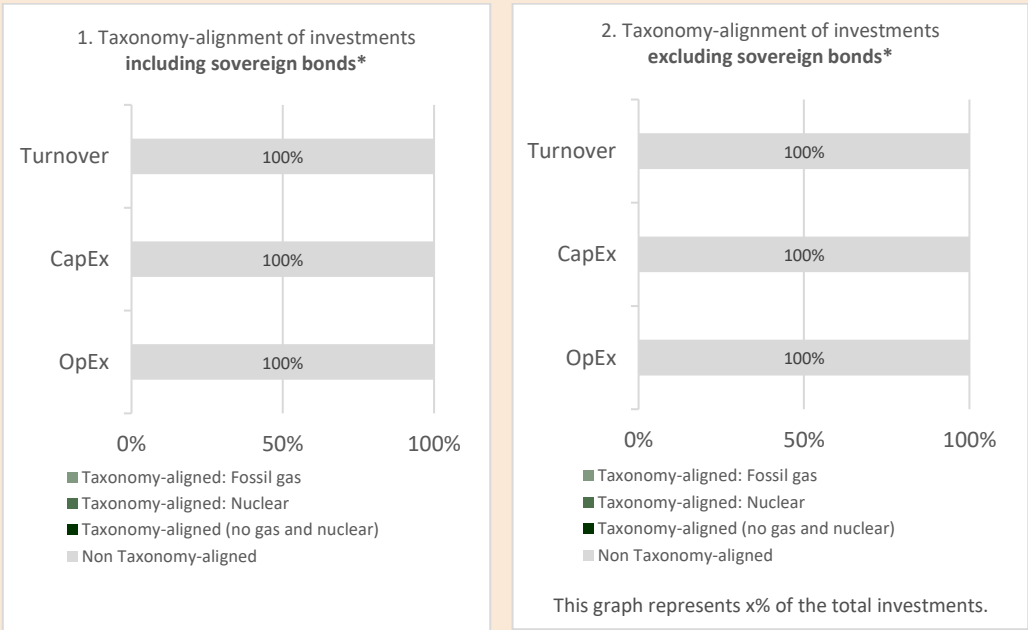 1. Taxonomy-alignment of investments
including sovereign bonds*
Turnover
100%
CapEx
100%
OpEx
100%
0%
50%
100%
Taxonomy-aligned: Fossil gas
Taxonomy-aligned: Nuclear
Taxonomy-aligned (no gas and nuclear)
Non Taxonomy-aligned
2. Taxonomy-alignment of investments
excluding sovereign bonds*
Turnover
100%
CapEx
100%
OpEx
100%
0%
50%
100%
Taxonomy-aligned: Fossil gas
Taxonomy-aligned: Nuclear
Taxonomy-aligned (no gas and nuclear)
Non Taxonomy-aligned
This graph represents x% of the total investments.